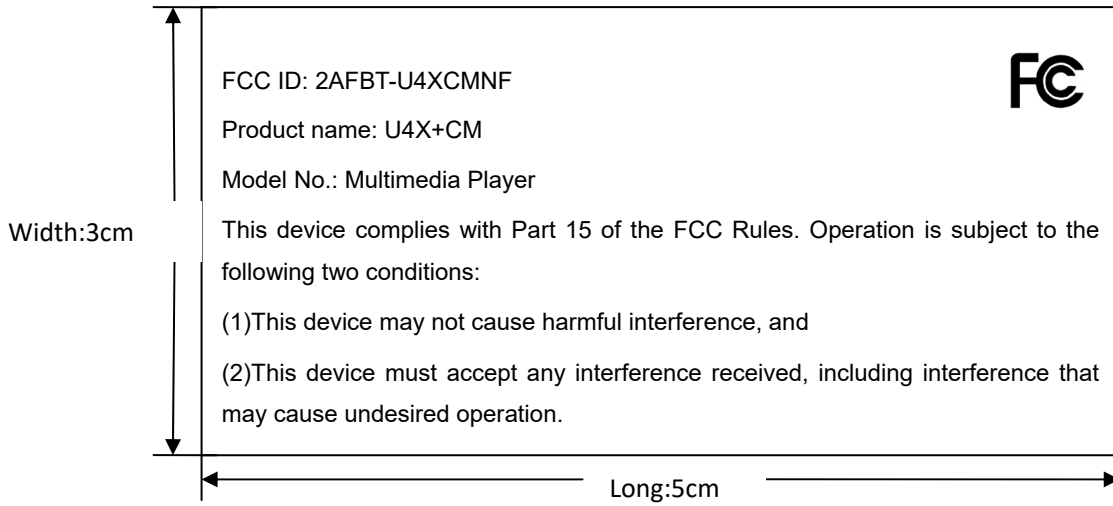 FC
FCC ID: 2AFBT-U4XCMNF
Product name: U4X+CM
Model No.: Multimedia Player
Width:3cm
This device complies with Part 15 of the FCC Rules. Operation is subject to the
following two conditions:
(1)This device may not cause harmful interference, and
(2)This device must accept any interference received, including interference that
may cause undesired operation.
Long:5cm